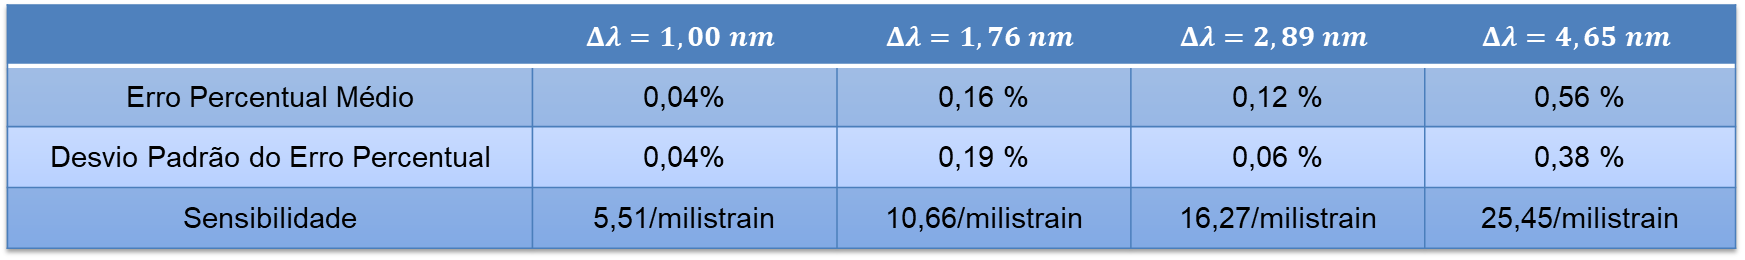 Δλ = 1,00 nm Δλ = 1,76 nm Δλ = 2,89 nm Δλ = 4,65 nm
Erro Percentual Médio 0,04% 0,16 % 0,12 % 0,56 %
Desvio Padrão do Erro Percentual 0,04% 0,19 % 0,06 % 0,38 %
Sensibilidade 5,51/milistrain 10,66/milistrain 16,27/milistrain 25,45/milistrain